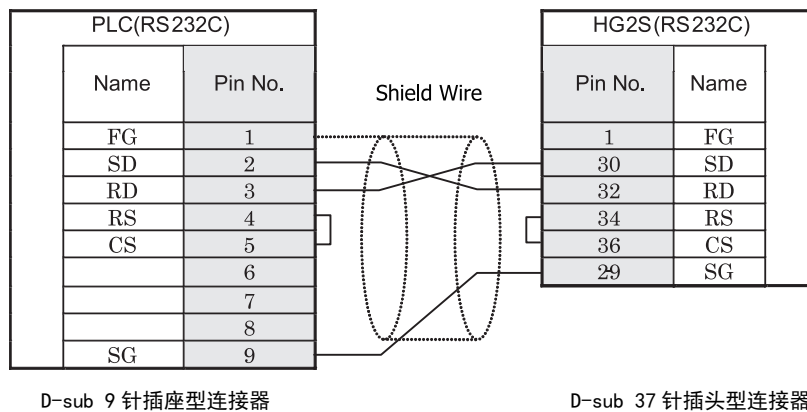 PLC(RS232C)
Name Pin No.
FG 1
SD 2
RD 3
RS 4
CS 5
6
7
8
SG 9
Shield Wire
HG2S(RS232C)
Pin No. Name
1 FG
30 SD
32 RD
34 RS
36 CS
29 SG
D-sub 9 针插座型连接器
D-sub 37 针插头型连接器